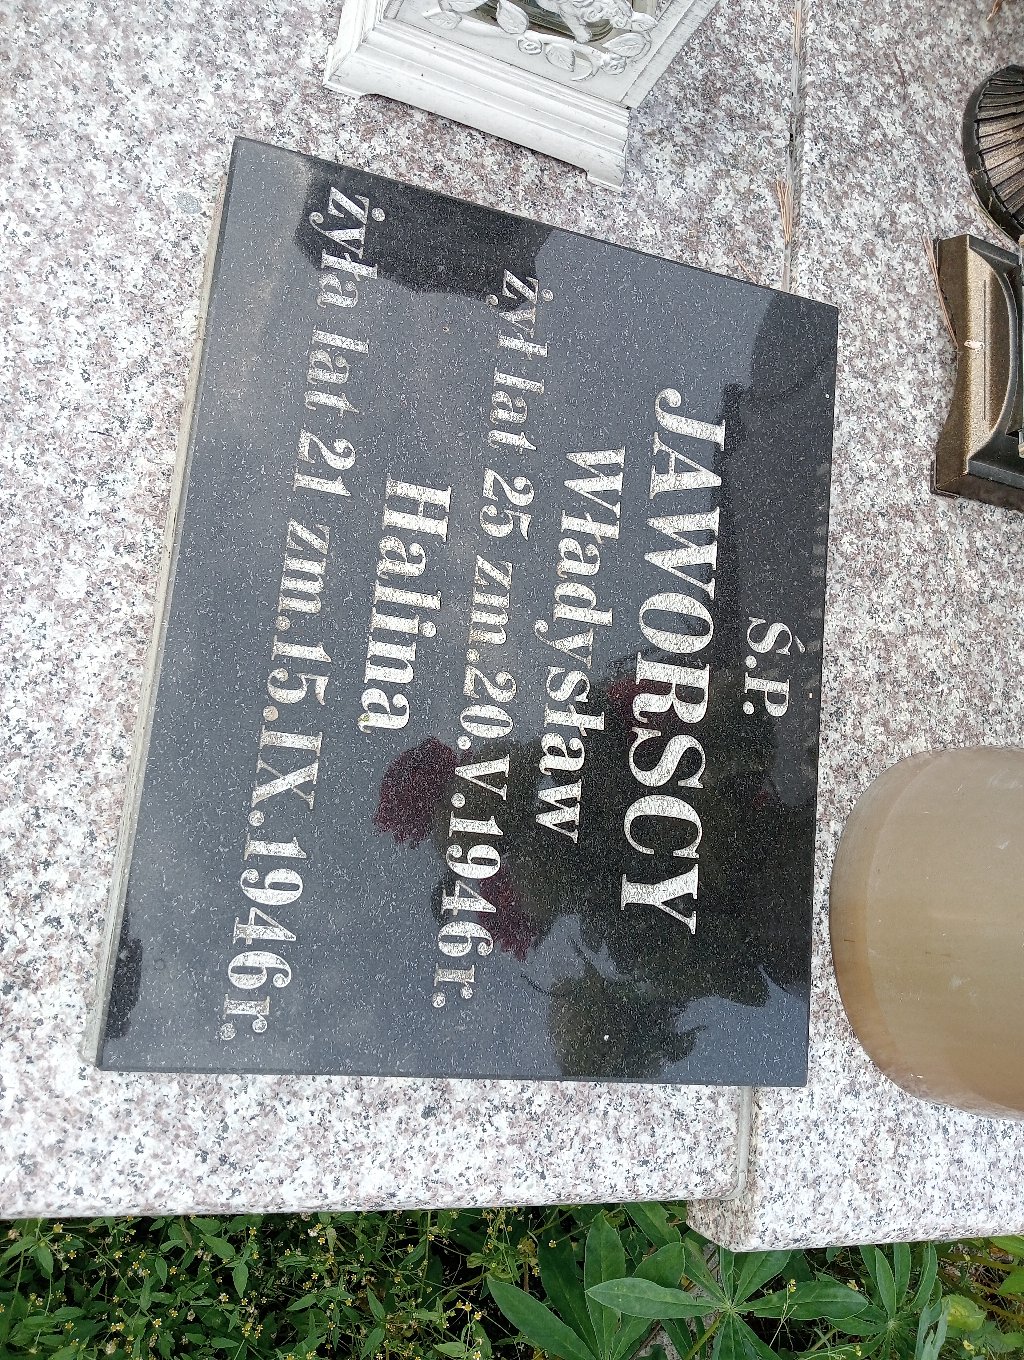 Ś.P.
JAWORSCY
Władysław
żył lat 25 zm.20.V.1946r.
Halina
żyła lat 21 zm.15.IX.1946r.